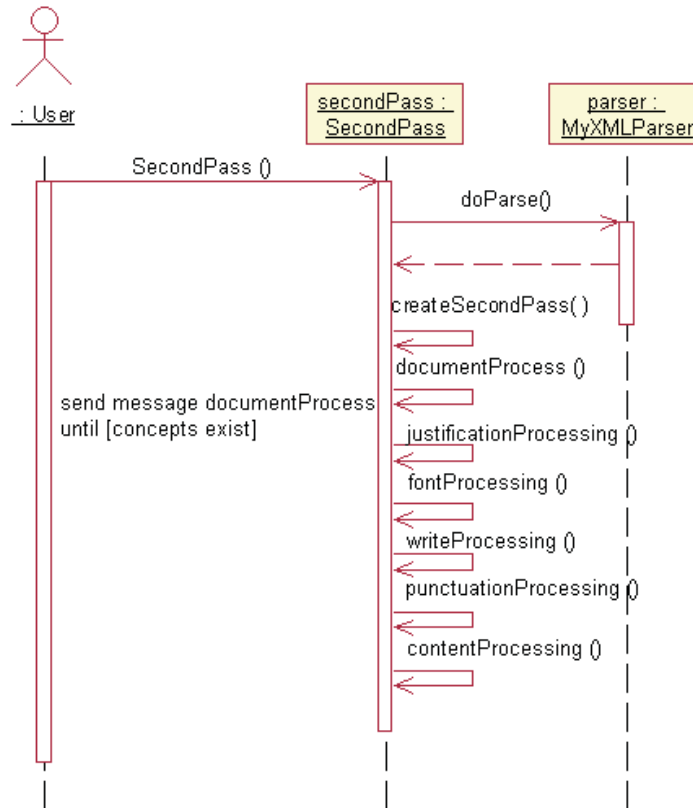 : User
secondPass :
SecondPass
parser :
MyXMLParser
SecondPass ()
doParse()
createSecondPass( )
documentProcess ()
send message documentProcess
until [concepts exist]
justificationProcessing ()
fontProcessing ()
writeProcessing ()
punctuationProcessing ()
contentProcessing ()